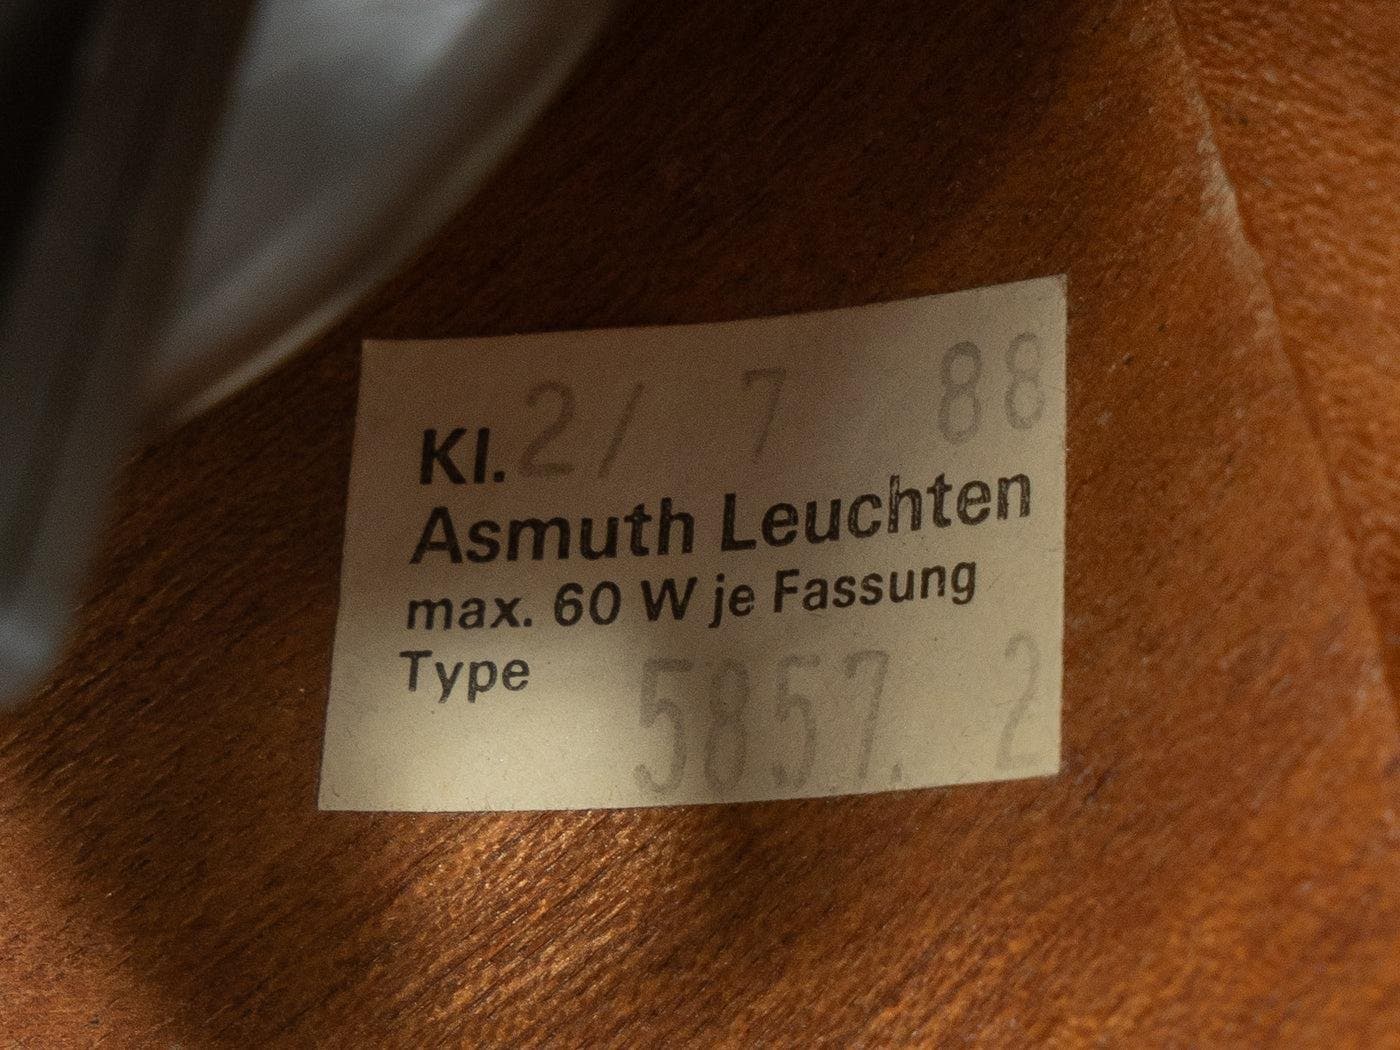 Kl. 2/ 7 88
Asmuth Leuchten
max. 60 W je Fassung
Type 5857. 2